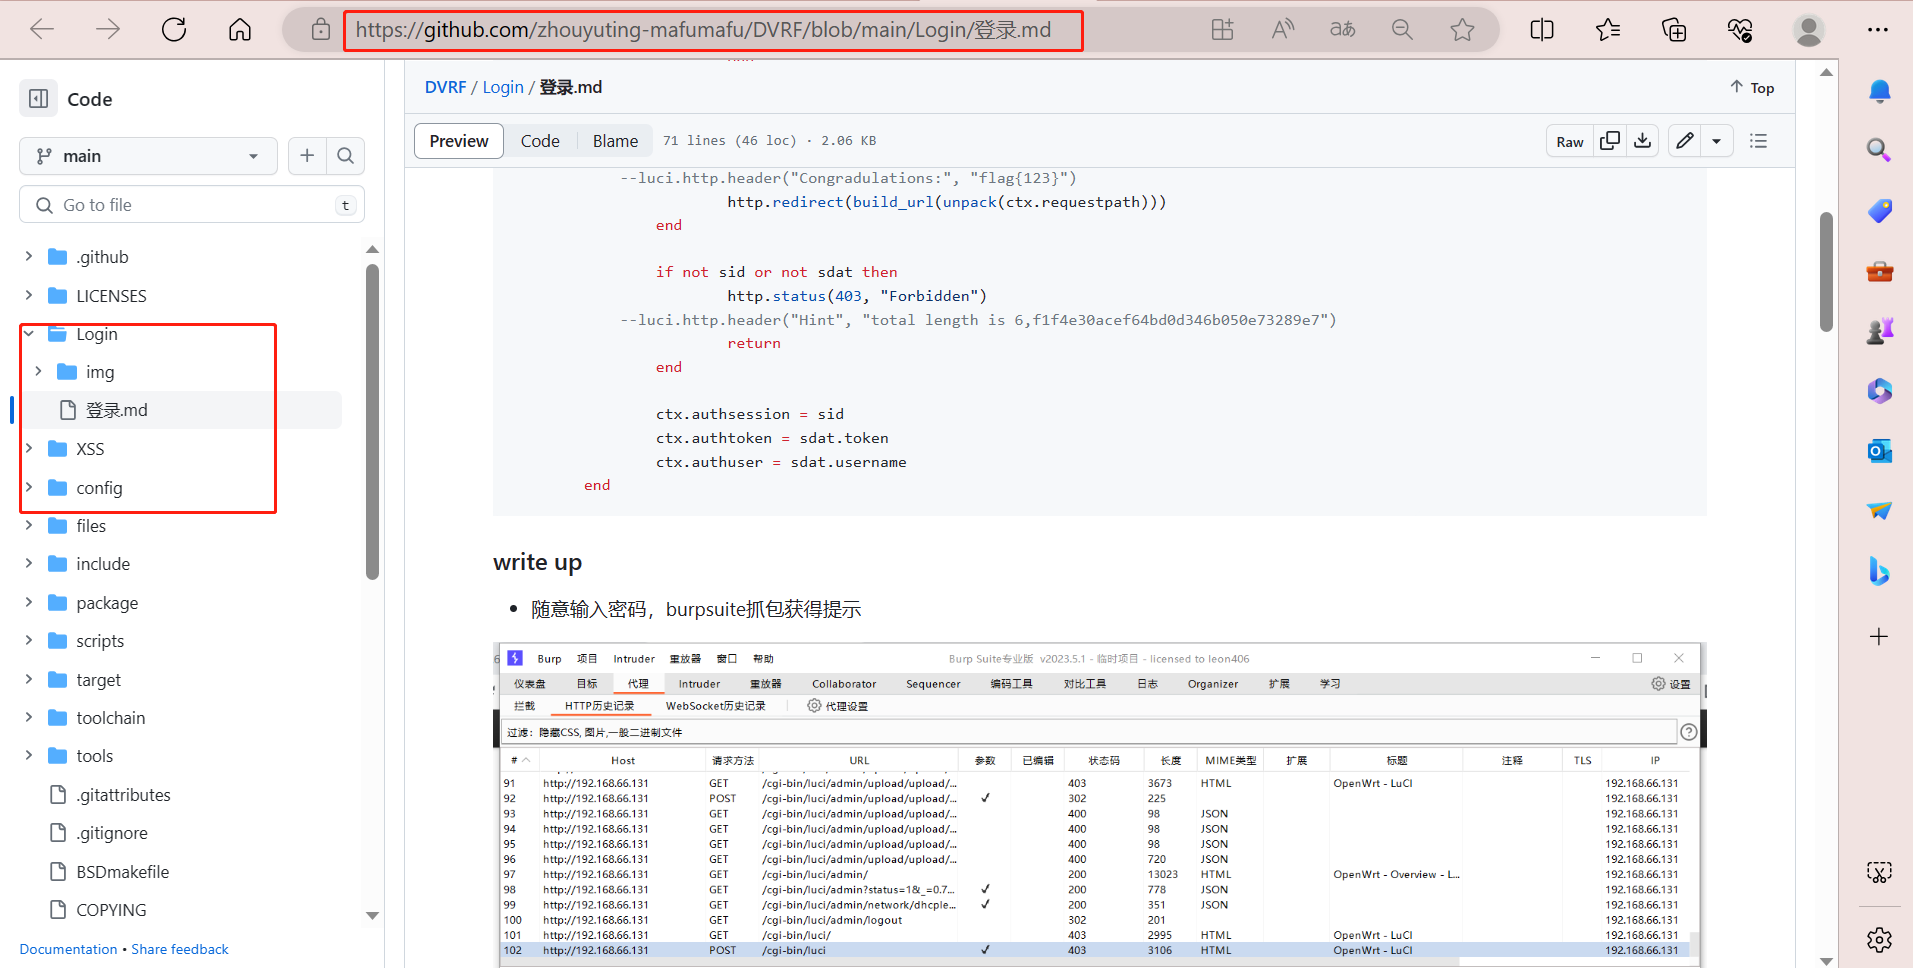 https://github.com/zhouyuting-mafumafu/DVRF/blob/main/Login/登录.md
Code
main
Go to file
t
.github
LICENSES
Login
img
登录.md
XSS
config
files
include
package
scripts
target
toolchain
tools
.gitattributes
.gitignore
BSDmakefile
COPYING
Documentation • Share feedback
DVRF / Login / 登录.md
Top
Preview Code Blame 71 lines (46 loc) · 2.06 KB
Raw
--luci.http.header("Congradulations:", "flag{123}")
http.redirect(build_url(unpack(ctx.requestpath)))
end
if not sid or not sdat then
http.status(403, "Forbidden")
--luci.http.header("Hint", "total length is 6,f1f4e30acef64bd0d346b050e73289e7")
return
end
ctx.authsession = sid
ctx.authtoken = sdat.token
ctx.authuser = sdat.username
end
write up
• 随意输入密码，burpsuite抓包获得提示
Burp 项目 Intruder 重放器 窗口 帮助 Burp Suite专业版 v2023.5.1 - 临时项目 - licensed to leon406
仪表盘 目标 代理 Intruder 重放器 Collaborator Sequencer 编码工具 对比工具 日志 Organizer 扩展 学习 设置
拦截 HTTP历史记录 WebSocket历史记录 代理设置
过滤：隐藏CSS, 图片,一般二进制文件
# Host 请求方法 URL 参数 已编辑 状态码 长度 MIME类型 扩展 标题 注释 TLS IP
91 http://192.168.66.131 GET /cgi-bin/luci/admin/upload/upload/... 403 3673 HTML OpenWrt - LuCI 192.168.66.131
92 http://192.168.66.131 POST /cgi-bin/luci/admin/upload/upload/... ✓ 302 225 192.168.66.131
93 http://192.168.66.131 GET /cgi-bin/luci/admin/upload/upload/... 400 98 JSON 192.168.66.131
94 http://192.168.66.131 GET /cgi-bin/luci/admin/upload/upload/... 400 98 JSON 192.168.66.131
95 http://192.168.66.131 GET /cgi-bin/luci/admin/upload/upload/... 400 98 JSON 192.168.66.131
96 http://192.168.66.131 GET /cgi-bin/luci/admin/upload/upload/... 400 720 JSON 192.168.66.131
97 http://192.168.66.131 GET /cgi-bin/luci/admin/ 200 13023 HTML OpenWrt - Overview - L... 192.168.66.131
98 http://192.168.66.131 GET /cgi-bin/luci/admin?status=1&_=0.7... ✓ 200 778 JSON 192.168.66.131
99 http://192.168.66.131 GET /cgi-bin/luci/admin/network/dhcple... ✓ 200 351 JSON 192.168.66.131
100 http://192.168.66.131 GET /cgi-bin/luci/admin/logout 302 201 192.168.66.131
101 http://192.168.66.131 GET /cgi-bin/luci/ 403 2995 HTML OpenWrt - LuCI 192.168.66.131
102 http://192.168.66.131 POST /cgi-bin/luci ✓ 403 3106 HTML OpenWrt - LuCI 192.168.66.131